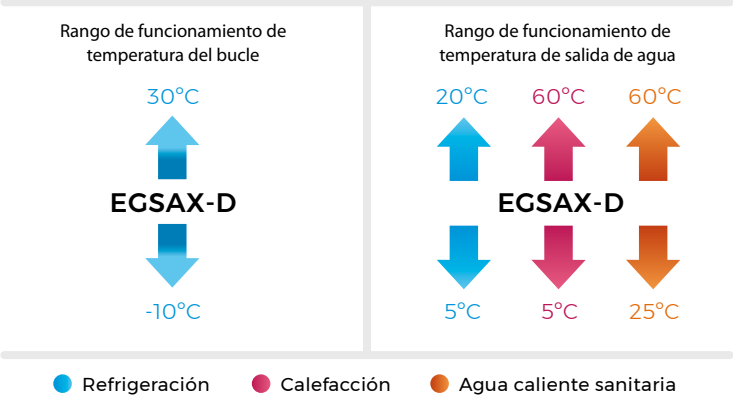 Rango de funcionamiento de
temperatura del bucle
30°C
EGSAX-D
-10°C
Rango de funcionamiento de
temperatura de salida de agua
20°C 60°C 60°C
EGSAX-D
5°C 5°C 25°C
Refrigeración Calefacción Agua caliente sanitaria